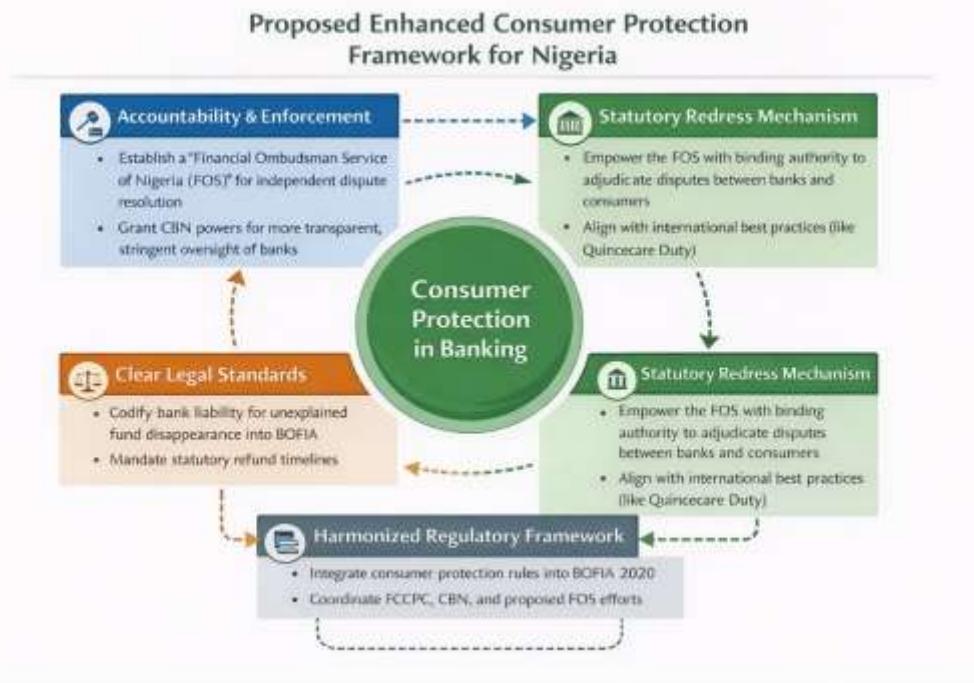 Proposed Enhanced Consumer Protection
Framework for Nigeria
Accountability & Enforcement
• Establish a "Financial Ombudsman Service
of Nigeria (FOS)" for independent dispute
resolution
• Grant CBN powers for more transparent,
stringent oversight of banks
Statutory Redress Mechanism
• Empower the FOS with binding authority to
adjudicate disputes between banks and
consumers
• Align with international best practices (like
Quincecare Duty)
Consumer
Protection
in Banking
Clear Legal Standards
• Codify bank liability for unexplained
fund disappearance into BOFIA
• Mandate statutory refund timelines
Statutory Redress Mechanism
• Empower the FOS with binding
authority to adjudicate disputes
between banks and consumers
• Align with international best practices
(like Quincecare Duty)
Harmonized Regulatory Framework
• Integrate consumer protection rules into BOFIA 2020
• Coordinate FCCPC, CBN, and proposed FOS efforts